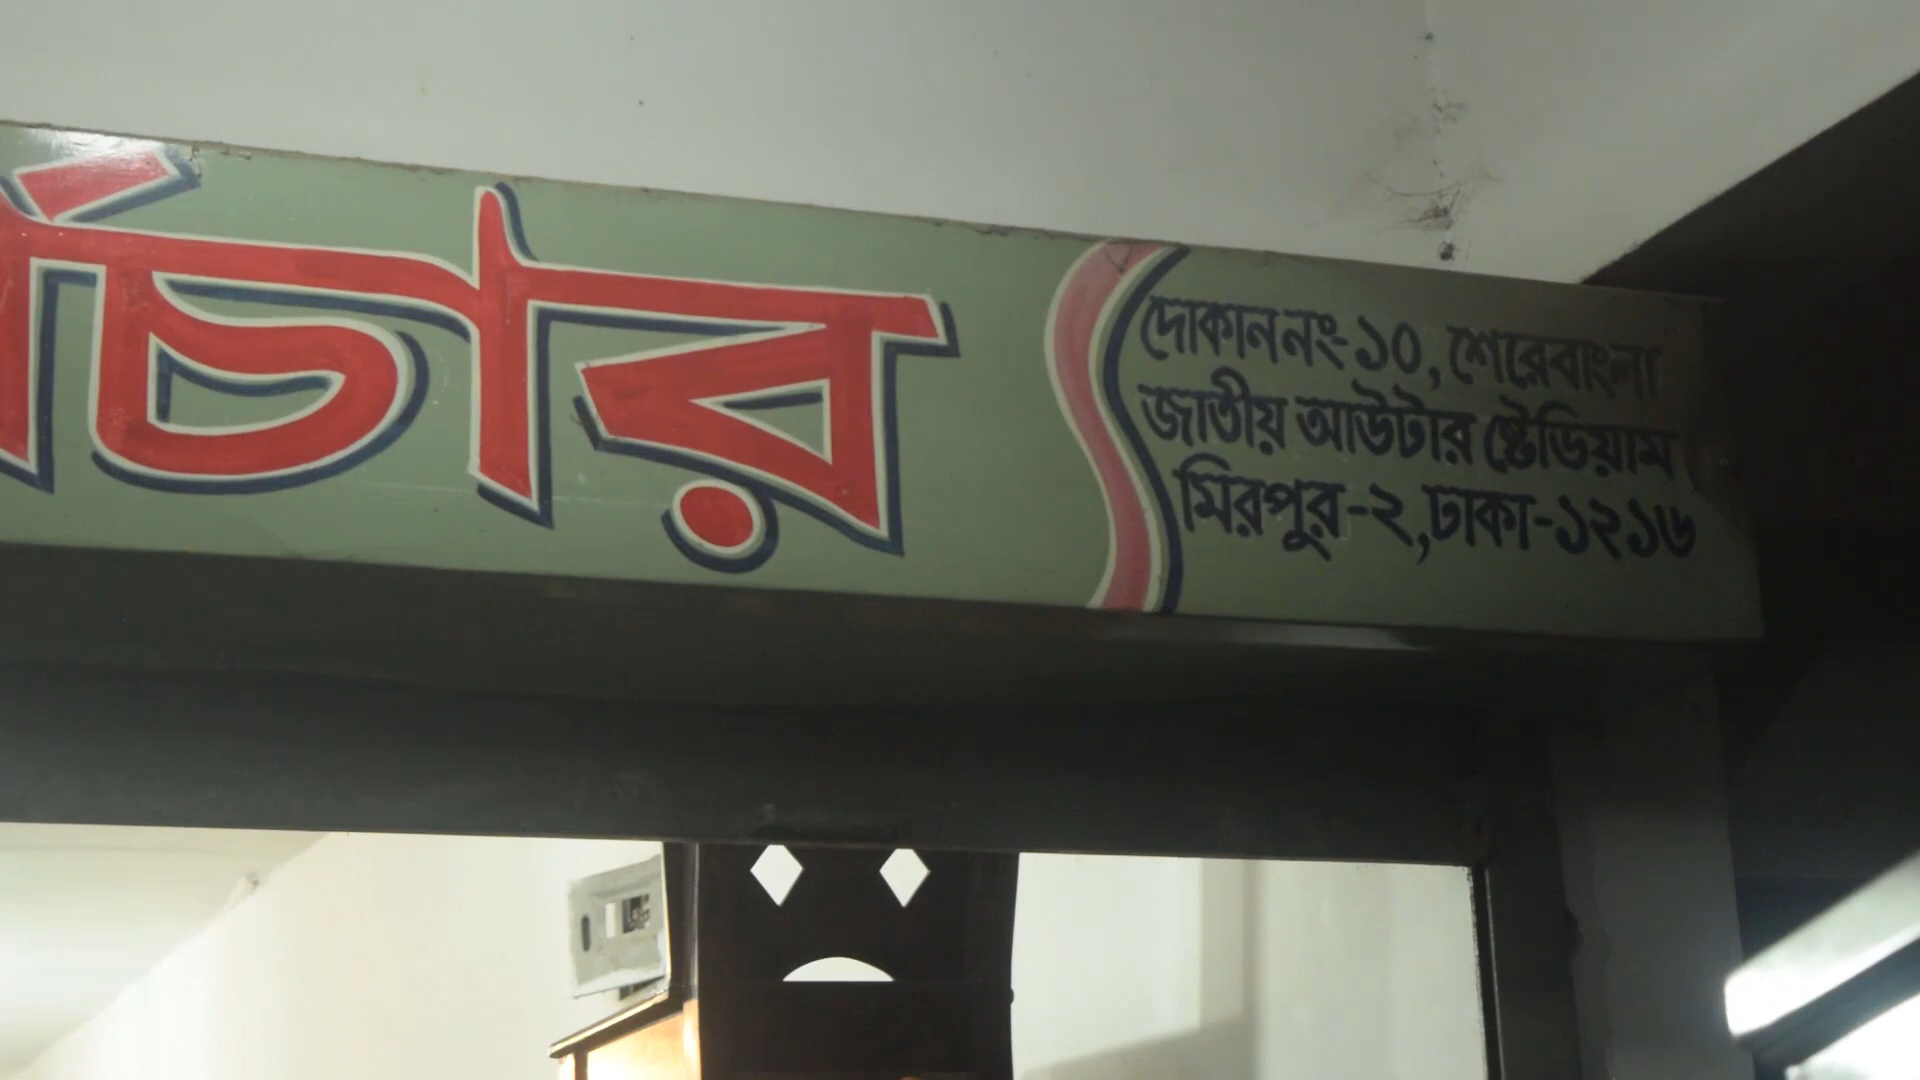 র্চার
দোকান নং-১০, শেরেবাংলা
জাতীয় আউটার ষ্টেডিয়াম
মিরপুর-২, ঢাকা-১২১৬